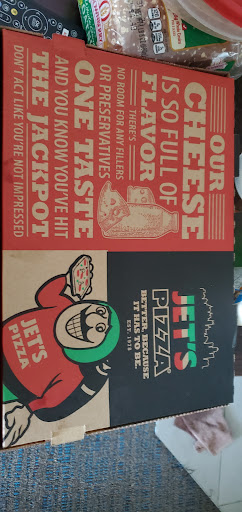 OUR
CHEESE
IS SO FULL OF
FLAVOR
THERE'S
NO ROOM FOR ANY FILLERS
OR PRESERVATIVES
ONE TASTE
AND YOU KNOW YOU'VE HIT
THE JACKPOT
DON'T ACT LIKE YOU'RE NOT IMPRESSED
JET'S
PIZZA
BETTER. BECAUSE
IT HAS TO BE.
EST. 1978
JET'S
PIZZA